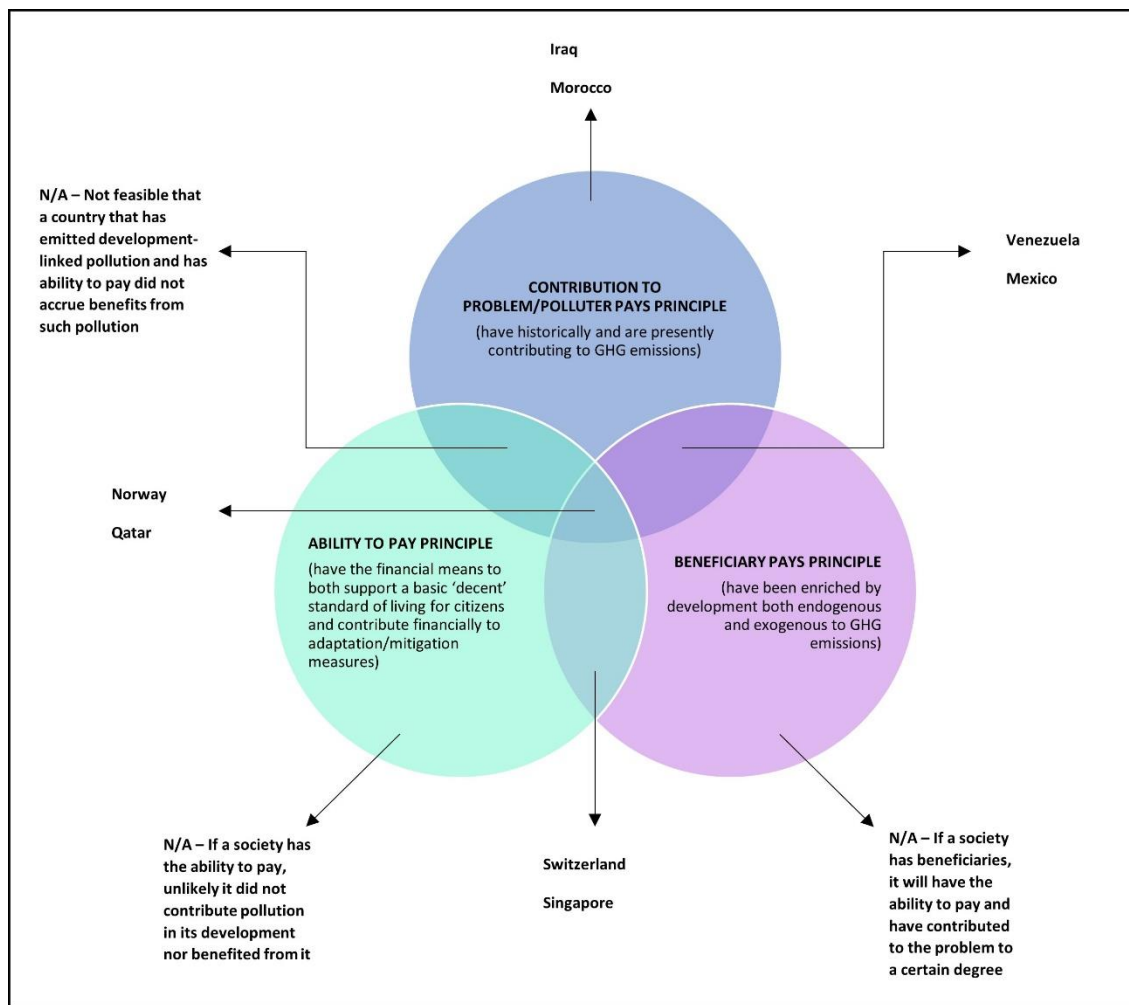 Iraq
Morocco
N/A – Not feasible that
a country that has
emitted development-
linked pollution and has
ability to pay did not
accrue benefits from
such pollution
Venezuela
Mexico
CONTRIBUTION TO
PROBLEM/POLLUTER PAYS PRINCIPLE
(have historically and are presently
contributing to GHG emissions)
Norway
Qatar
ABILITY TO PAY PRINCIPLE
(have the financial means to
both support a basic ‘decent’
standard of living for citizens
and contribute financially to
adaptation/mitigation
measures)
BENEFICIARY PAYS PRINCIPLE
(have been enriched by
development both endogenous
and exogenous to GHG
emissions)
N/A – If a society has
the ability to pay,
unlikely it did not
contribute pollution
in its development
nor benefited from it
Switzerland
Singapore
N/A – If a society
has beneficiaries,
it will have the
ability to pay and
have contributed
to the problem to
a certain degree